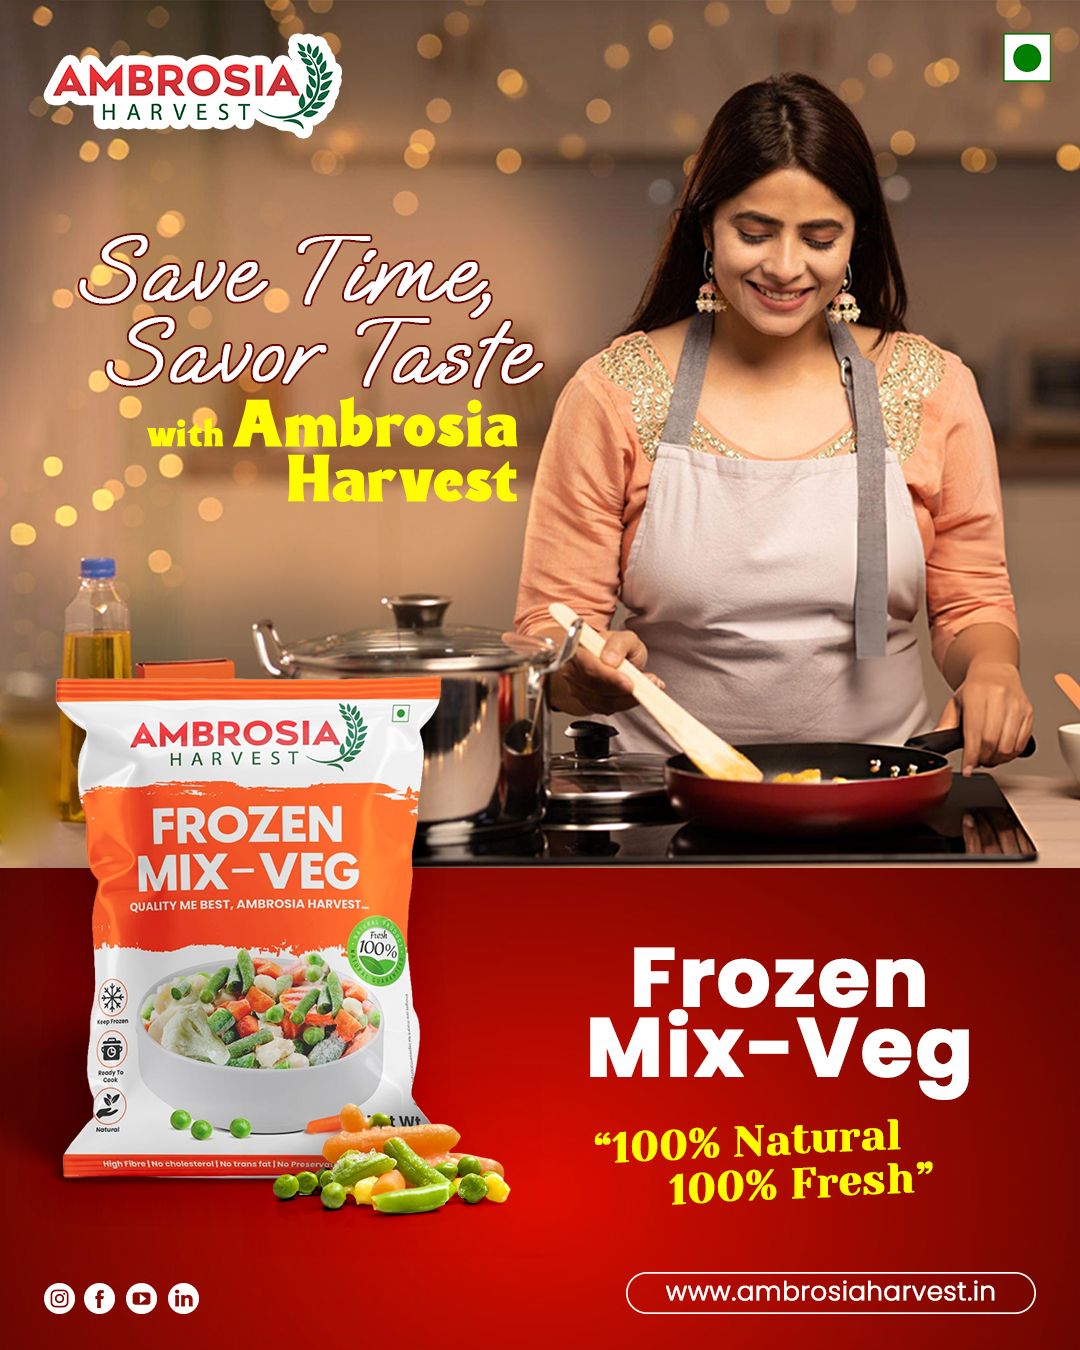 AMBROSIA
HARVEST
Save Time,
Savor Taste
with Ambrosia
Harvest
AMBROSIA
HARVEST
FROZEN
MIX-VEG
QUALITY ME BEST, AMBROSIA HARVEST...
Fresh
100%
Keep Frozen
Ready To
Cook
Natural
t Wt
High Fibre | No cholesterol | No trans fat | No Preserva
Frozen
Mix-Veg
“100% Natural
100% Fresh”
www.ambrosiaharvest.in